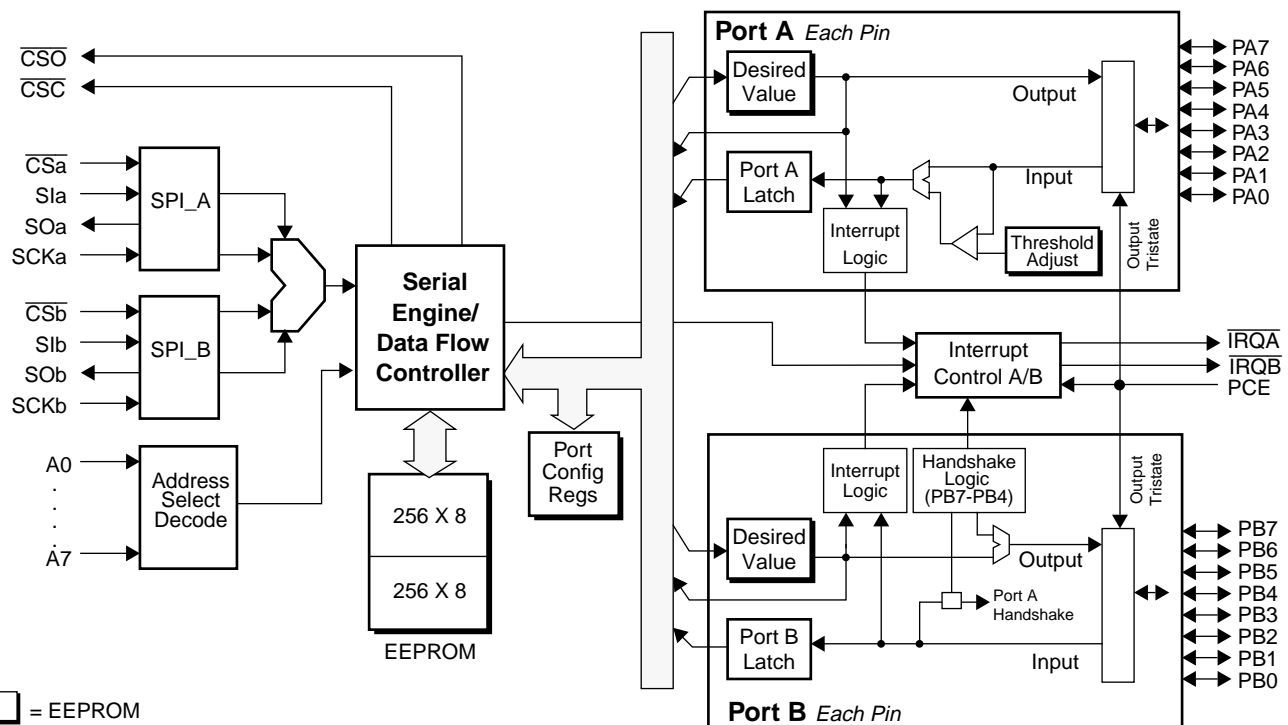 CSO
CSC
CSa
SIa
SOa
SCKa
SPI_A
CSb
SIb
SOb
SCKb
SPI_B
A0
.
.
.
.
A7
Address
Select
Decode
Serial
Engine/
Data Flow
Controller
256 X 8
256 X 8
EEPROM
Port
Config
Regs
= EEPROM
Port A Each Pin
Desired
Value
Output
Port A
Latch
Input
Interrupt
Logic
Threshold
Adjust
Output
Tristate
PA7
PA6
PA5
PA4
PA3
PA2
PA1
PA0
Interrupt
Control A/B
IRQA
IRQB
PCE
Interrupt
Logic
Handshake
Logic
(PB7-PB4)
Output
Tristate
Desired
Value
Output
Port A
Handshake
Port B
Latch
Input
PB7
PB6
PB5
PB4
PB3
PB2
PB1
PB0
Port B Each Pin